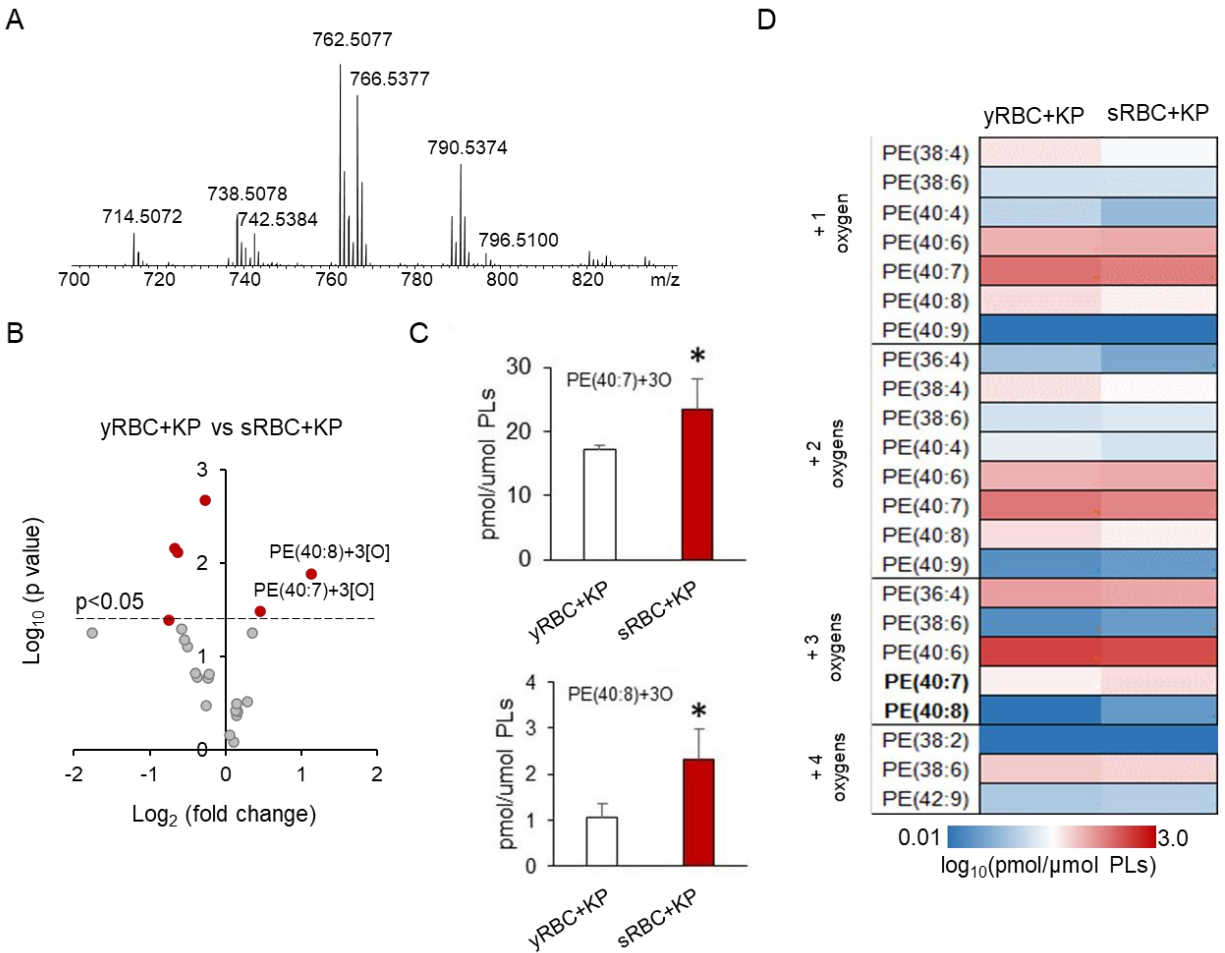 A
762.5077
766.5377
790.5374
738.5078
714.5072
742.5384
796.5100
700 720 740 760 780 800 820 m/z
B
yRBC+KP vs sRBC+KP
3
2
1
0
PE(40:8)+3[O]
PE(40:7)+3[O]
p<0.05
Log10 (p value)
-2 -1 0 1 2
Log2 (fold change)
C
30
20
10
0
PE(40:7)+3O
*
pmol/umol PLs
yRBC+KP
sRBC+KP
4
3
2
1
0
PE(40:8)+3O
*
pmol/umol PLs
yRBC+KP
sRBC+KP
D
yRBC+KP sRBC+KP
+ 1
oxygen
PE(38:4)
PE(38:6)
PE(40:4)
PE(40:6)
PE(40:7)
PE(40:8)
PE(40:9)
+ 2
oxygens
PE(36:4)
PE(38:4)
PE(38:6)
PE(40:4)
PE(40:6)
PE(40:7)
PE(40:8)
PE(40:9)
+ 3
oxygens
PE(36:4)
PE(38:6)
PE(40:6)
PE(40:7)
PE(40:8)
+ 4
oxygens
PE(38:2)
PE(38:6)
PE(42:9)
0.01 3.0
log10(pmol/µmol PLs)